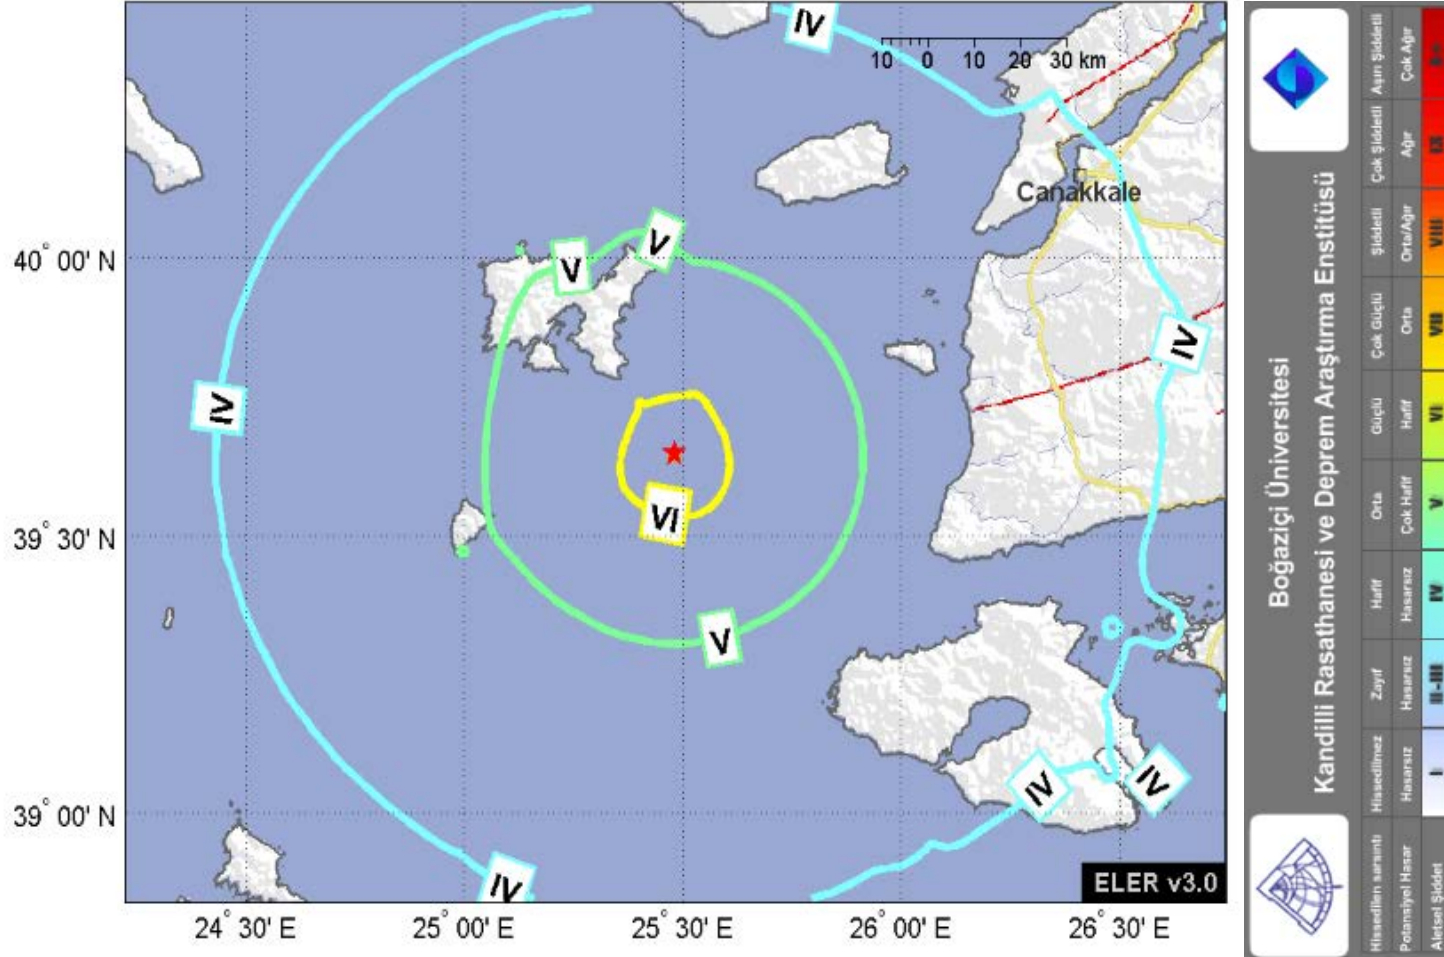 IV
10 0 10 20 30 km
Canakkale
40° 00' N
V
V
IV
IV
VI
39° 30' N
V
39° 00' N
IV
IV
IV
ELER v3.0
24° 30' E
25° 00' E
25° 30' E
26° 00' E
26° 30' E
Boğaziçi Üniversitesi
Kandilli Rasathanesi ve Deprem Araştırma Enstitüsü
Hissedilen sarsıntı Hissedilmez Zayıf Hafif Orta Güçlü Çok Güçlü Şiddetli Çok Şiddetli Aşırı Şiddetli
Potansiyel Hasar Hasarsız Hasarsız Hasarsız Çok Hafif Hafif Orta Orta/Ağır Ağır Çok Ağır
Aletsel Şiddet I II-III IV V VI VII VIII IX X+